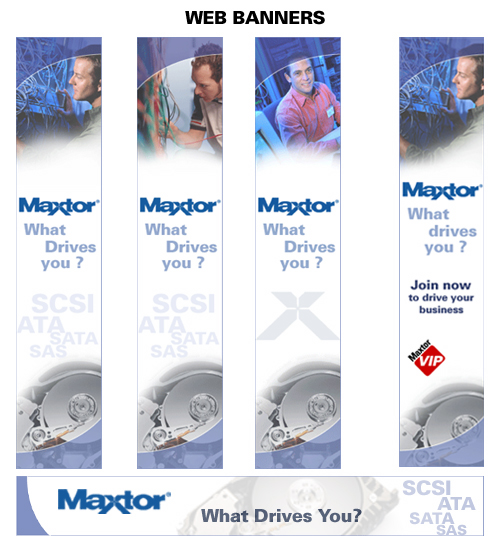 WEB BANNERS
Maxtor®
What
Drives
you ?
SCSI
ATA
SATA
SAS
Maxtor®
What
Drives
you ?
SCSI
ATA
SATA
SAS
Maxtor®
What
Drives
you ?
Maxtor®
What
drives
you ?
Join now
to drive your
business
Maxtor
VIP
Maxtor®
What Drives You?
SCSI
ATA
SATA
SAS